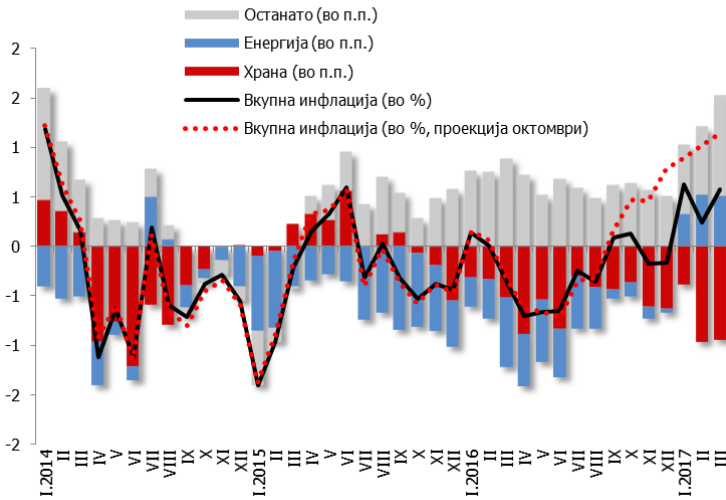 Останато (во п.п.)
Енергија (во п.п.)
Храна (во п.п.)
Вкупна инфлација (во %)
Вкупна инфлација (во %, проекција октомври)
2
2
1
1
0
-1
-1
-2
-2
I.2014
II
III
IV
V
VI
VII
VIII
IX
X
XI
XII
I.2015
II
III
IV
V
VI
VII
VIII
IX
X
XI
XII
I.2016
II
III
IV
V
VI
VII
VIII
IX
X
XI
XII
I.2017
II
III